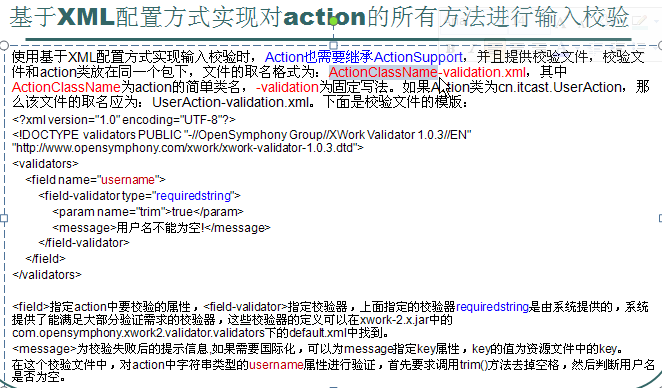 基于XML配置方式实现对action的所有方法进行输入校验
使用基于XML配置方式实现输入校验时，Action也需要继承ActionSupport，并且提供校验文件，校验文
件和action类放在同一个包下，文件的取名格式为：ActionClassName-validation.xml，其中
ActionClassName为action的简单类名，-validation为固定写法。如果Action类为cn.itcast.UserAction，那
么该文件的取名应为：UserAction-validation.xml。下面是校验文件的模版：
<?xml version="1.0" encoding="UTF-8"?>
<!DOCTYPE validators PUBLIC "-//OpenSymphony Group//XWork Validator 1.0.3//EN"
"http://www.opensymphony.com/xwork/xwork-validator-1.0.3.dtd">
<validators>
<field name="username">
<field-validator type="requiredstring">
<param name="trim">true</param>
<message>用户名不能为空!</message>
</field-validator>
</field>
</validators>
<field>指定action中要校验的属性，<field-validator>指定校验器，上面指定的校验器requiredstring是由系统提供的，系统
提供了能满足大部分验证需求的校验器，这些校验器的定义可以在xwork-2.x.jar中的
com.opensymphony.xwork2.validator.validators下的default.xml中找到。
<message>为校验失败后的提示信息,如果需要国际化，可以为message指定key属性，key的值为资源文件中的key。
在这个校验文件中，对action中字符串类型的username属性进行验证，首先要求调用trim()方法去掉空格，然后判断用户名
是否为空。